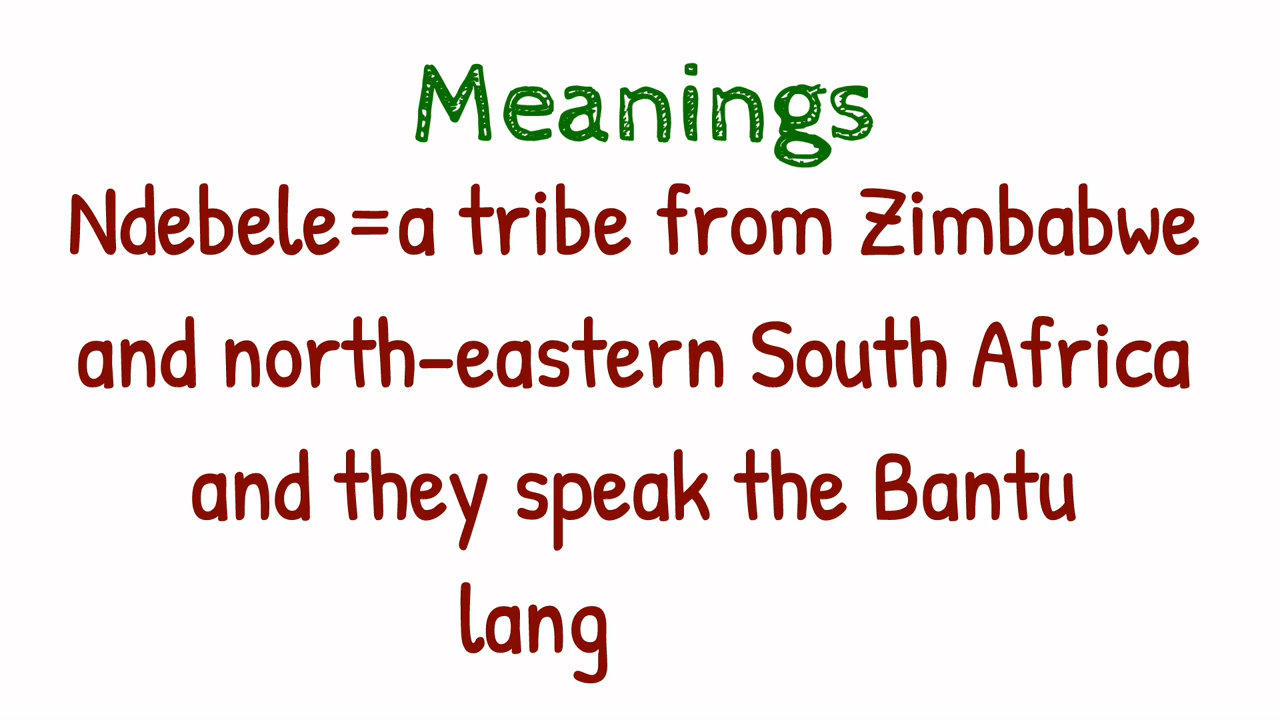 Meanings
Ndebele=a tribe from Zimbabwe
and north-eastern South Africa
and they speak the Bantu
lang